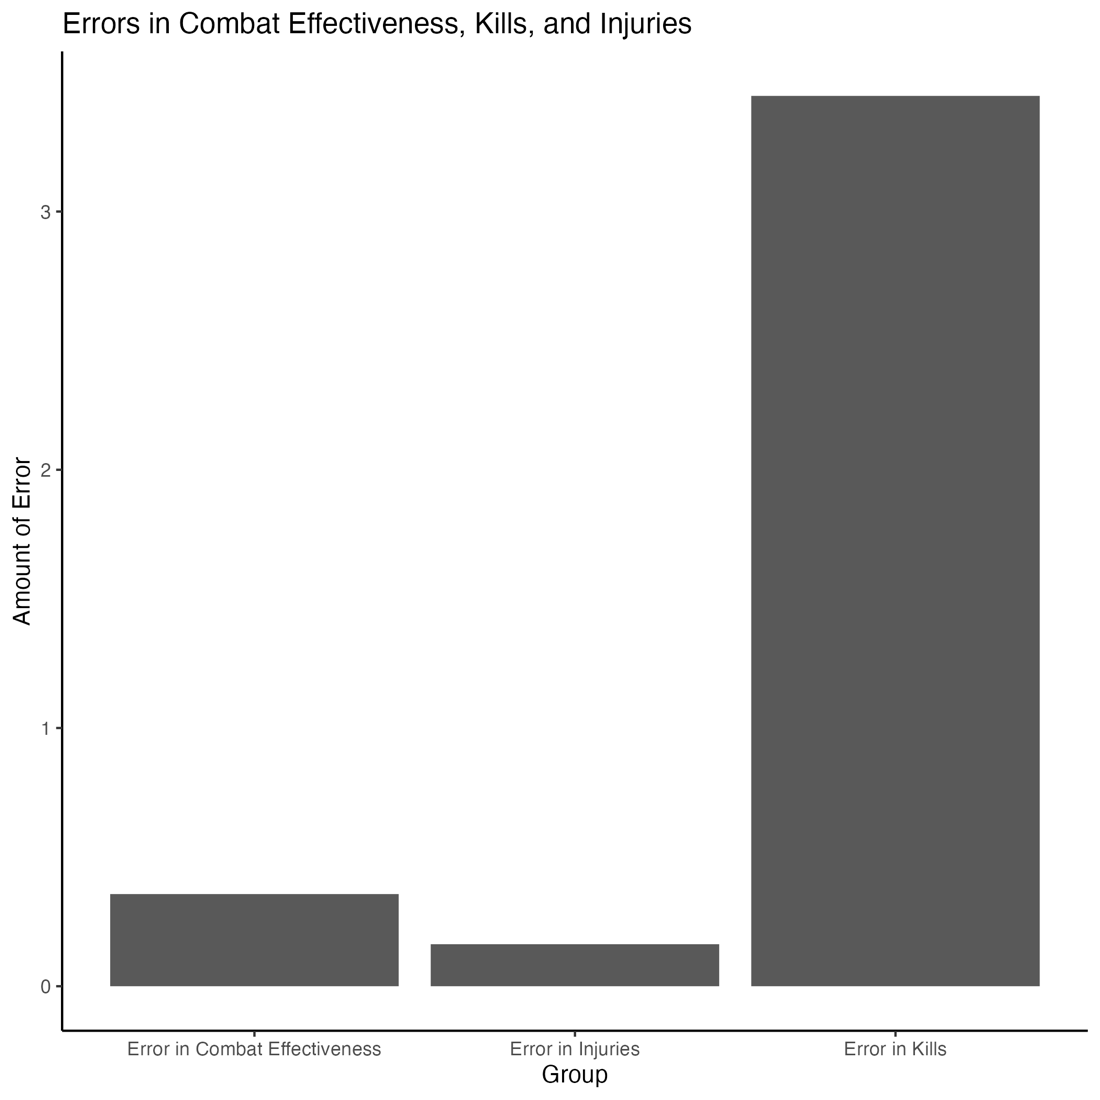 Errors in Combat Effectiveness, Kills, and Injuries
Amount of Error
3
2
1
0
Error in Combat Effectiveness
Error in Injuries
Error in Kills
Group